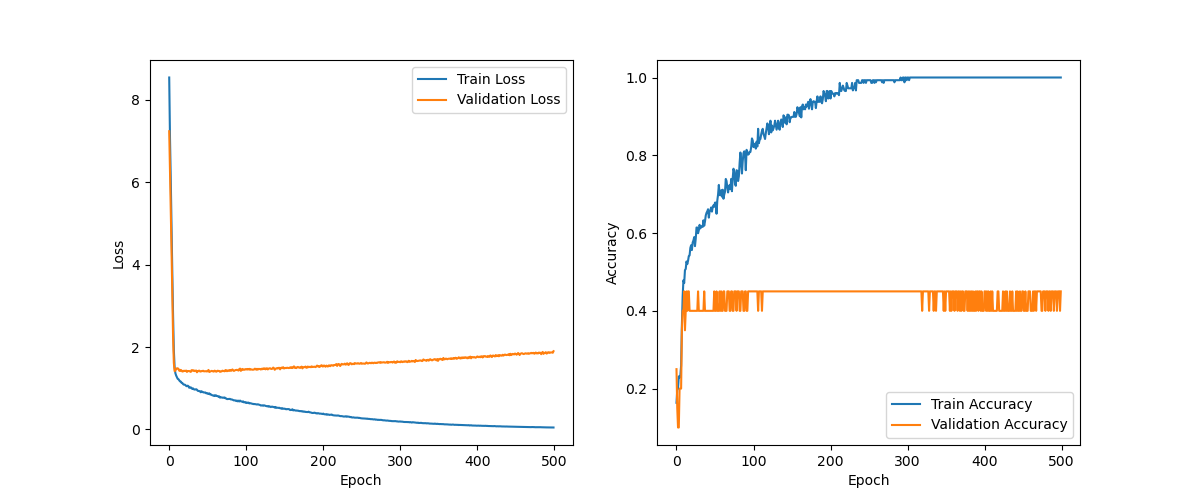 Train Loss
Validation Loss
Loss
8
6
4
2
0
0 100 200 300 400 500
Epoch
Accuracy
1.0
0.8
0.6
0.4
0.2
Train Accuracy
Validation Accuracy
0 100 200 300 400 500
Epoch